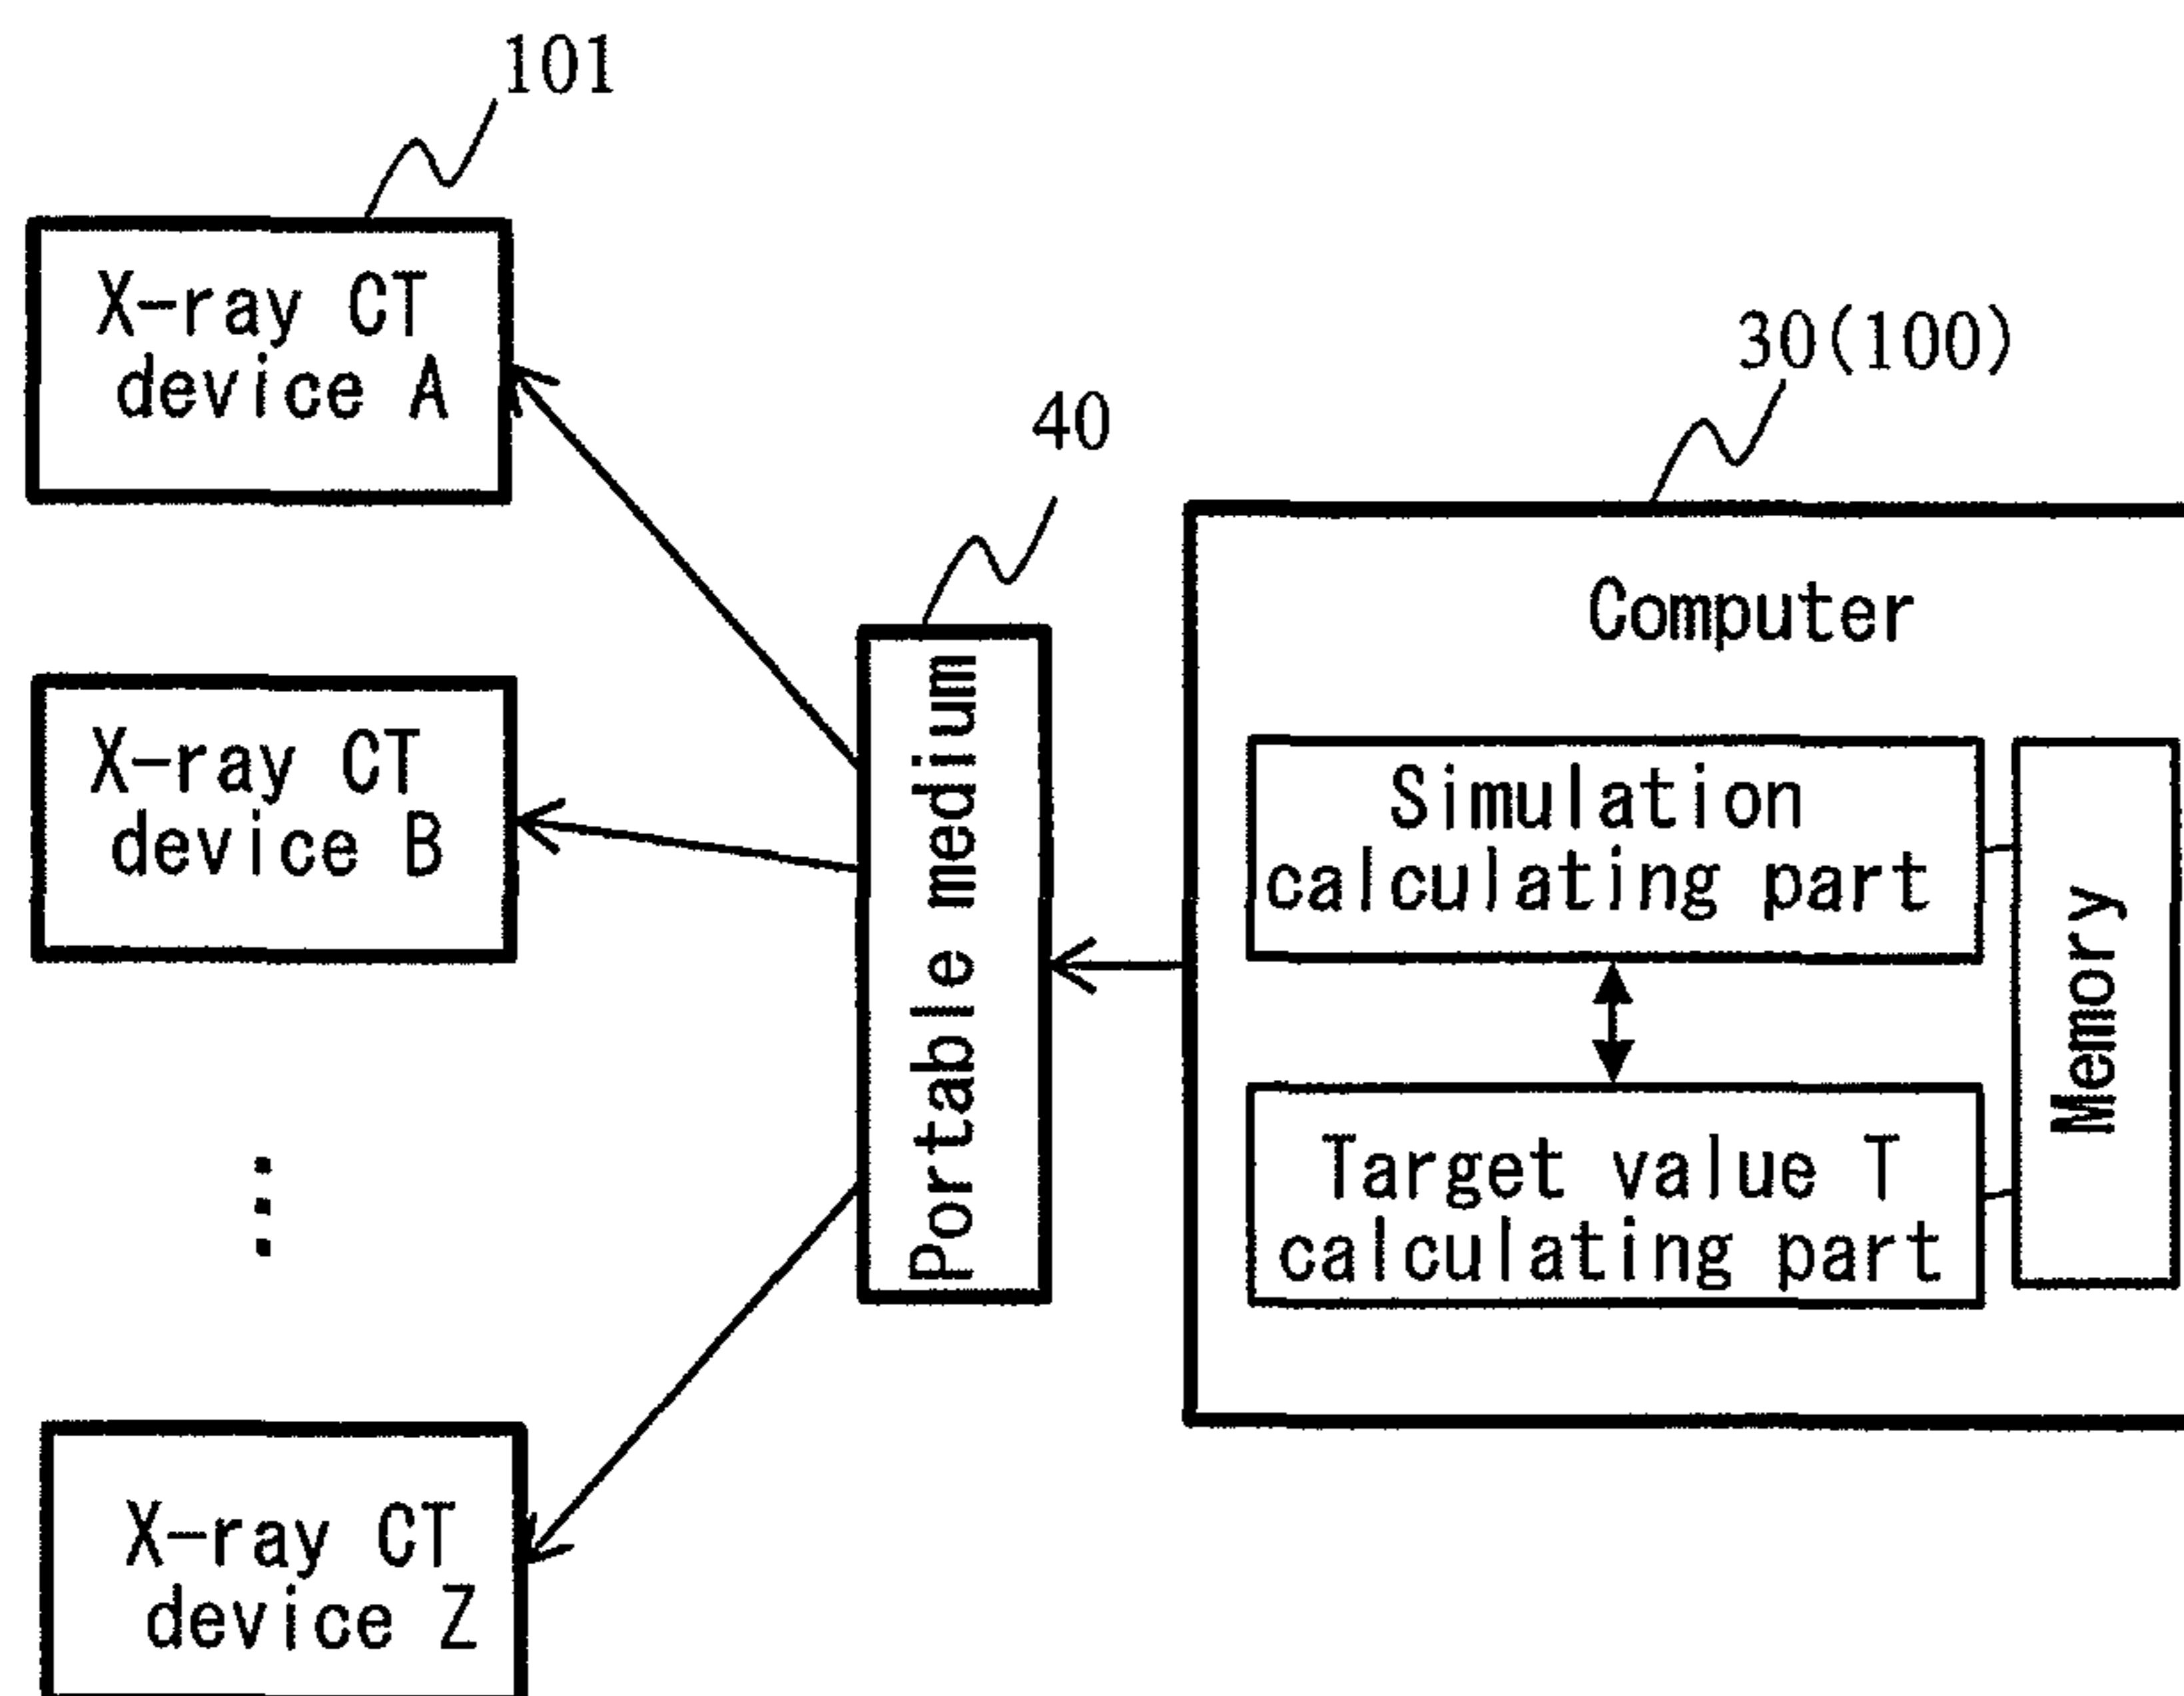 101
X-ray CT
device A
30(100)
40
Computer
X-ray CT
device B
Portable medium
Simulation
calculating part
Memory
Target value T
calculating part
X-ray CT
device Z